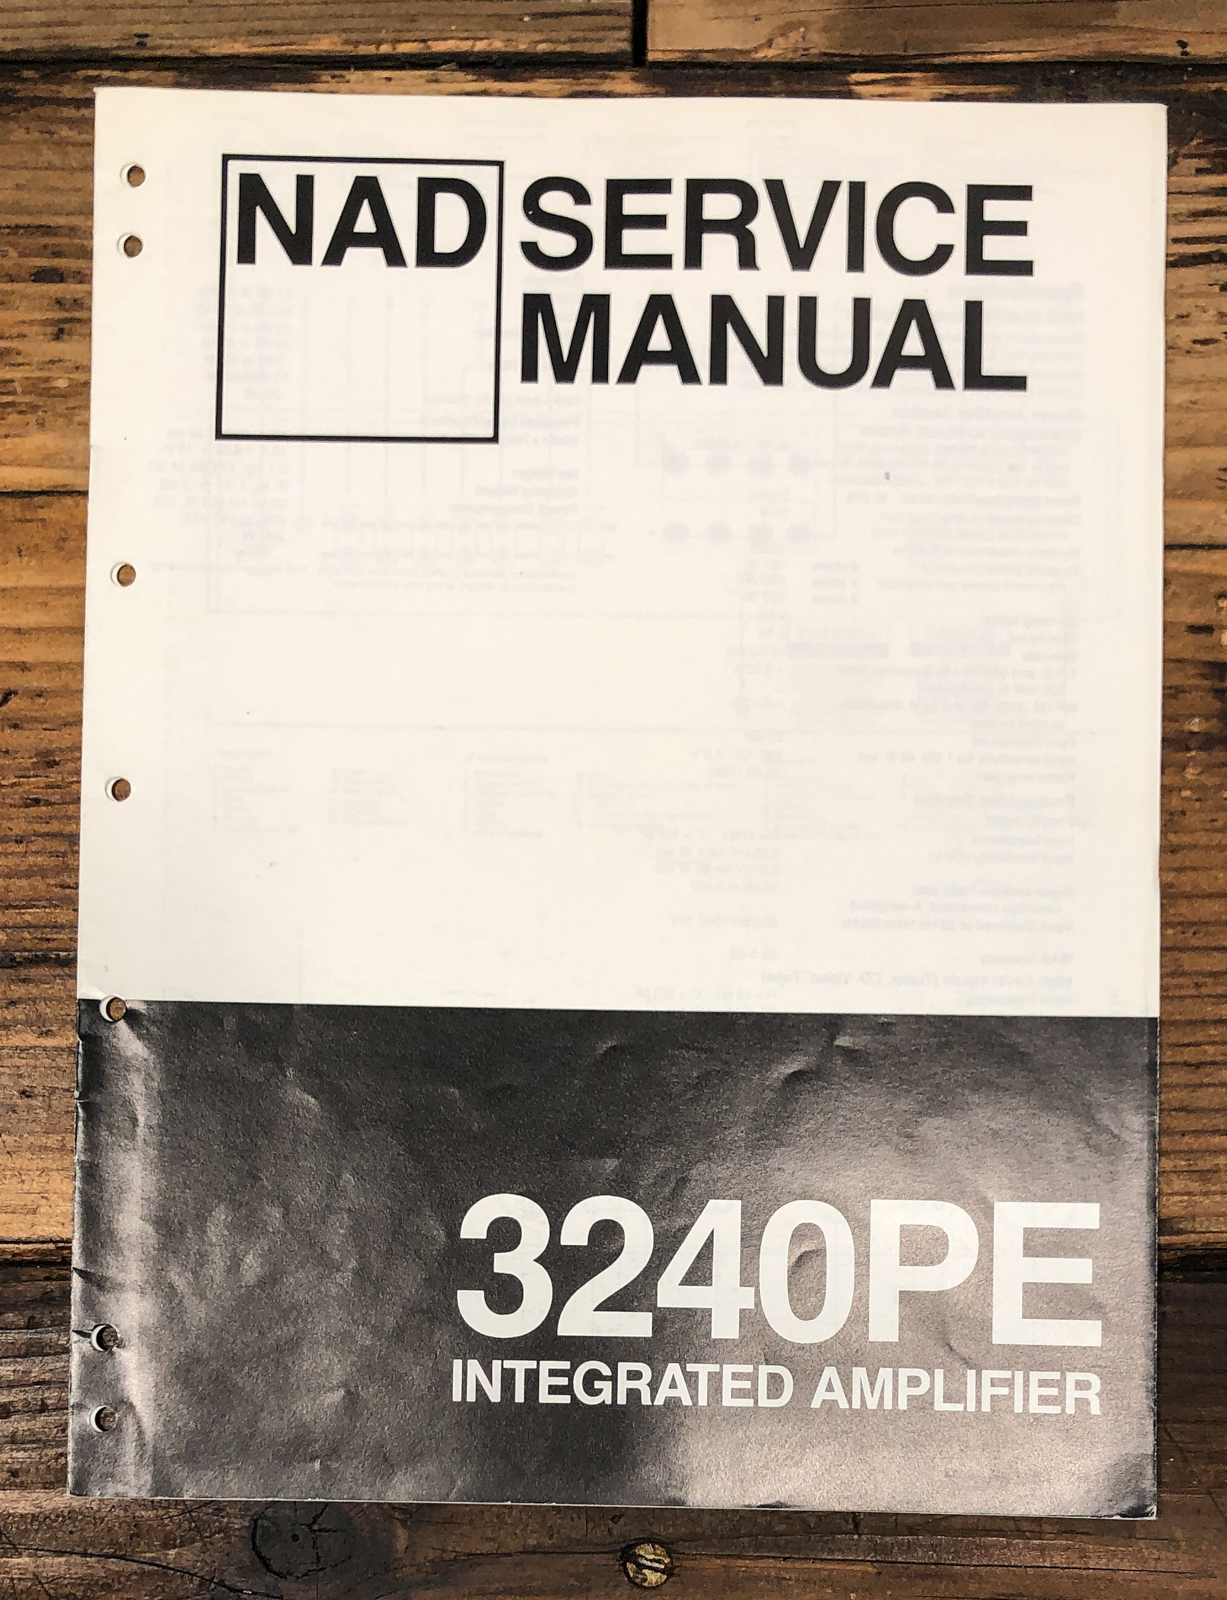 NAD SERVICE
MANUAL
3240PE
INTEGRATED AMPLIFIER